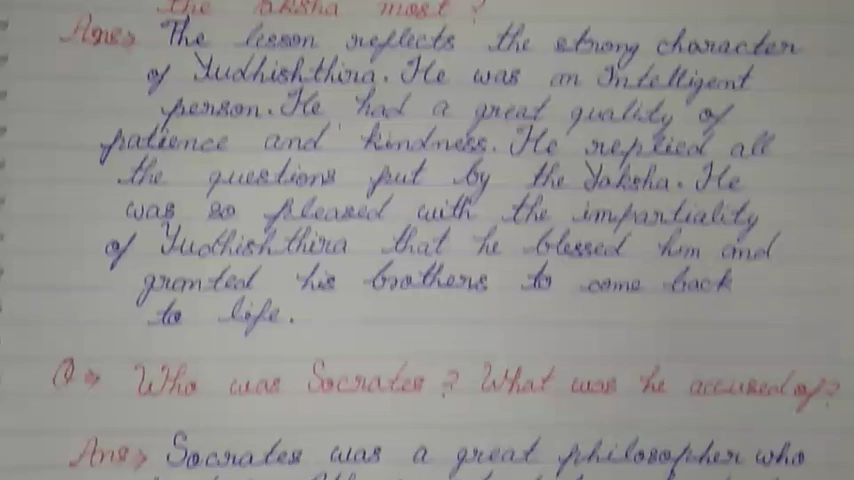 the Yaksha most?
Ans→ The lesson reflects the strong character
of Yudhishthira. He was an Intelligent
person. He had a great quality of
patience and kindness. He replied all
the questions put by the Yaksha. He
was so pleased with the impartiality
of Yudhishthira that he blessed him and
granted his brothers to come back
to life.
Q→ Who was Socrates? What was he accused of?
Ans→ Socrates was a great philosopher who